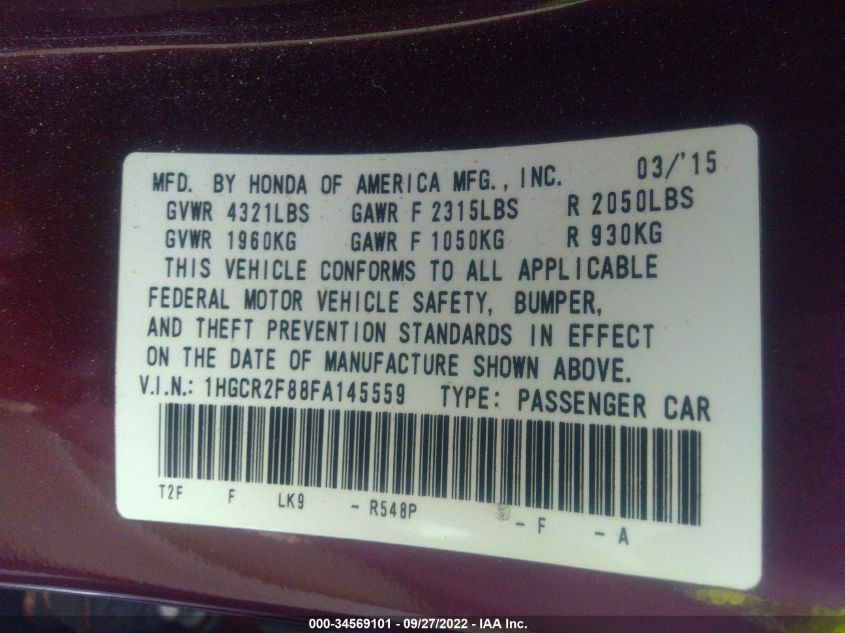 MFD. BY HONDA OF AMERICA MFG., INC. 03/'15
GVWR 4321LBS GAWR F 2315LBS R 2050LBS
GVWR 1960KG GAWR F 1050KG R 930KG
THIS VEHICLE CONFORMS TO ALL APPLICABLE
FEDERAL MOTOR VEHICLE SAFETY, BUMPER,
AND THEFT PREVENTION STANDARDS IN EFFECT
ON THE DATE OF MANUFACTURE SHOWN ABOVE.
V.I.N.: 1HGCR2F88FA145559 TYPE: PASSENGER CAR
T2F F LK9 - R548P - F - A
000-34569101 / 09/27/2022 - IAA Inc.